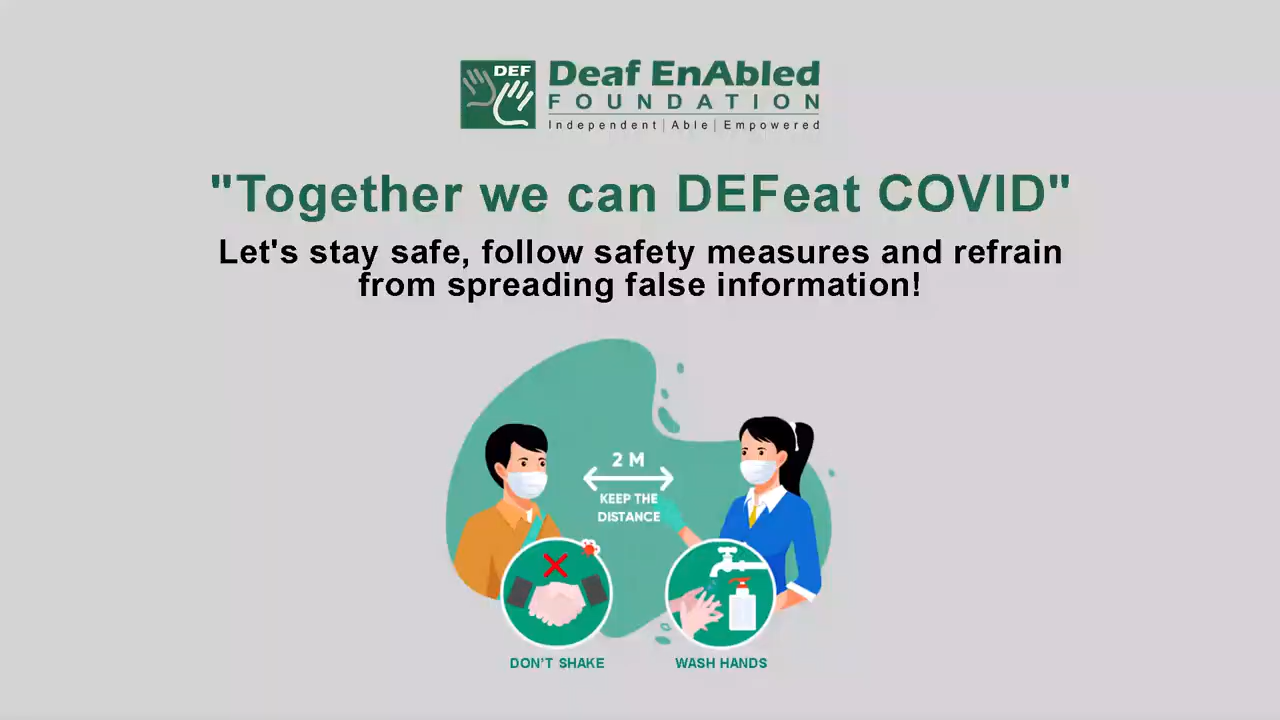 DEF
Deaf EnAbled
FOUNDATION
Independent | Able | Empowered
"Together we can DEFeat COVID"
Let's stay safe, follow safety measures and refrain
from spreading false information!
2 M
KEEP THE
DISTANCE
DON'T SHAKE
WASH HANDS